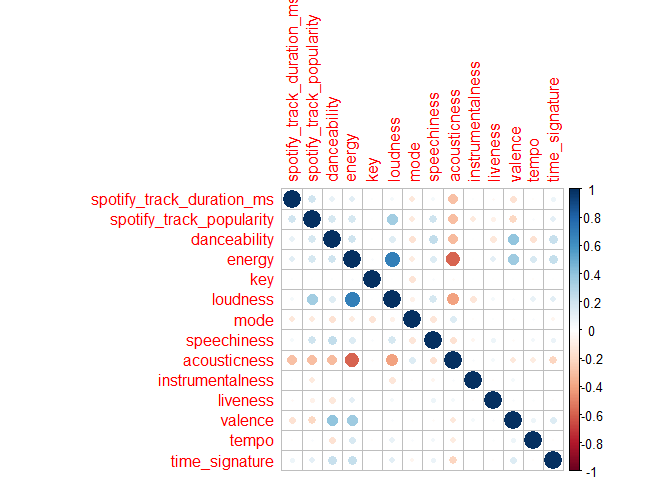 spotify_track_duration_ms
spotify_track_popularity
danceability
energy
key
loudness
mode
speechiness
acousticness
instrumentalness
liveness
valence
tempo
time_signature
spotify_track_duration_ms
spotify_track_popularity
danceability
energy
key
loudness
mode
speechiness
acousticness
instrumentalness
liveness
valence
tempo
time_signature
1
0.8
0.6
0.4
0.2
0
-0.2
-0.4
-0.6
-0.8
-1